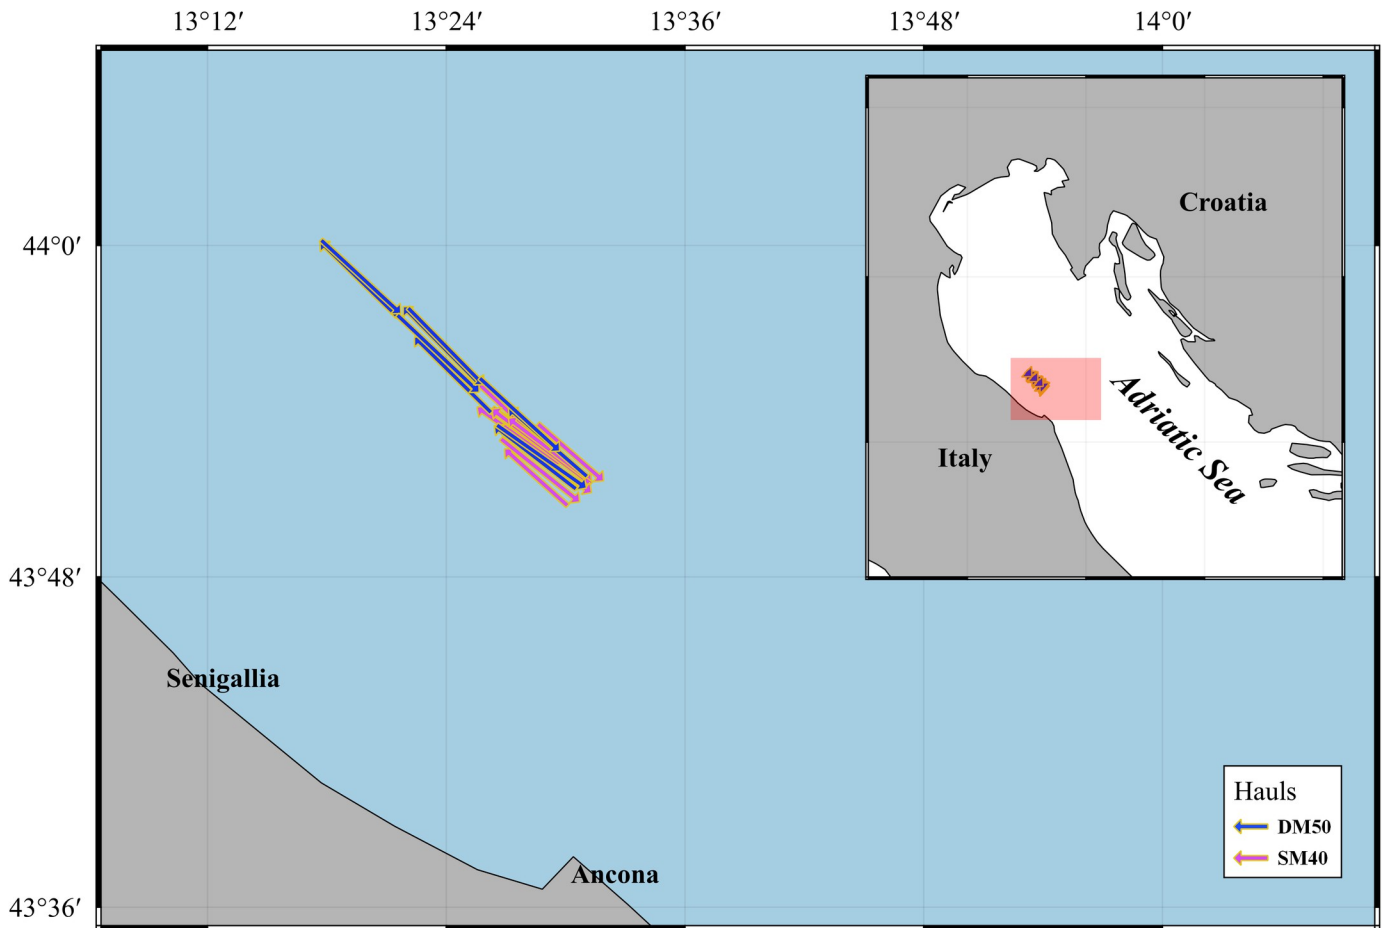 13°12′ 13°24′ 13°36′ 13°48′ 14°0′
Croatia
44°0′
Adriatic Sea
Italy
43°48′
Senigallia
Hauls
DM50
SM40
Ancona
43°36′